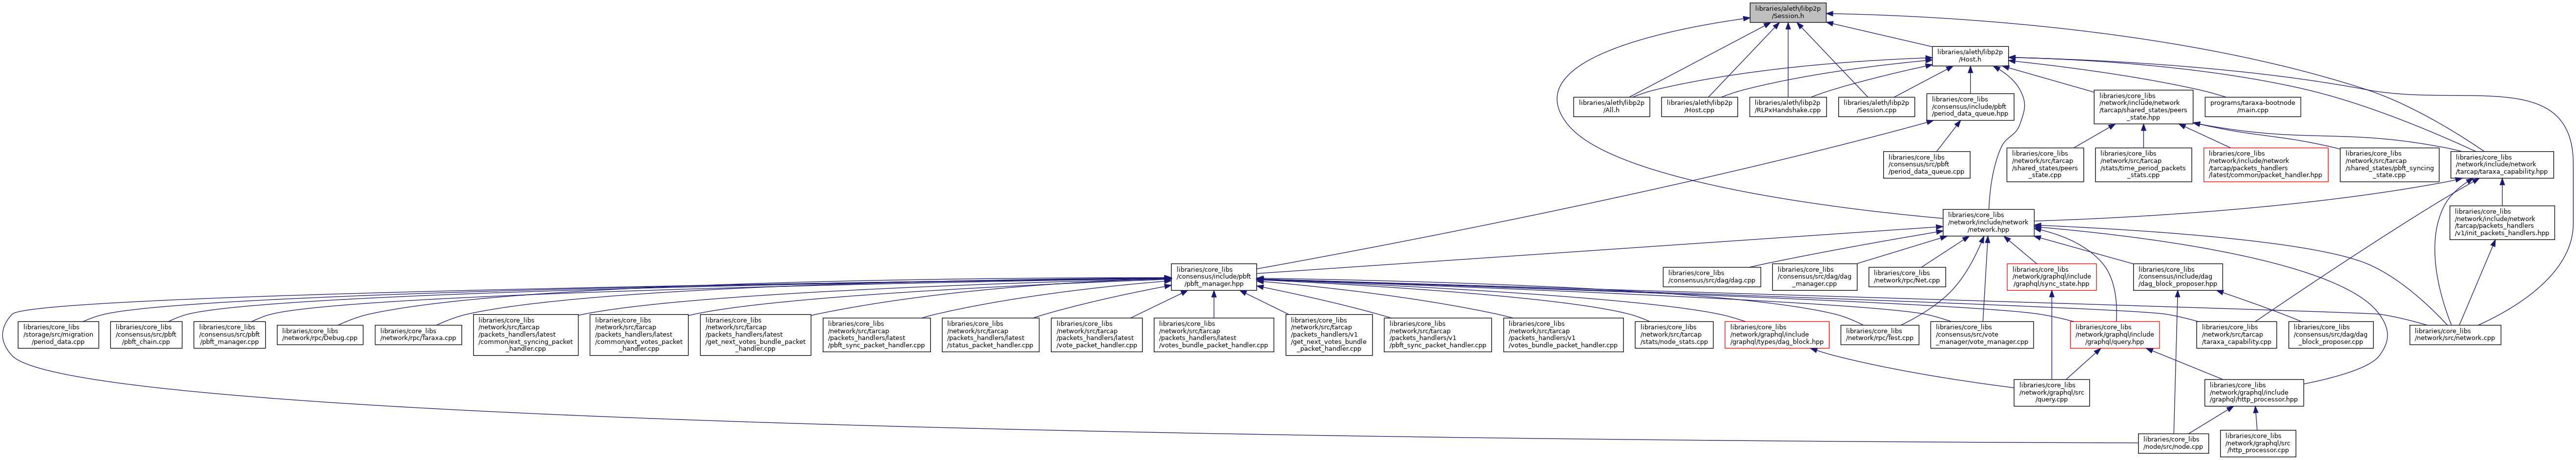 libraries/aleth/libp2p
/Session.h
libraries/aleth/libp2p
/Host.h
libraries/aleth/libp2p
/All.h
libraries/aleth/libp2p
/Host.cpp
libraries/aleth/libp2p
/RLPxHandshake.cpp
libraries/aleth/libp2p
/Session.cpp
libraries/core_libs
/consensus/include/pbft
/period_data_queue.hpp
libraries/core_libs
/network/include/network
/tarcap/shared_states/peers
_state.hpp
programs/taraxa-bootnode
/main.cpp
libraries/core_libs
/consensus/src/pbft
/period_data_queue.cpp
libraries/core_libs
/network/src/tarcap
/shared_states/peers
_state.cpp
libraries/core_libs
/network/src/tarcap
/stats/time_period_packets
_stats.cpp
libraries/core_libs
/network/include/network
/tarcap/packets_handlers
/latest/common/packet_handler.hpp
libraries/core_libs
/network/src/tarcap
/shared_states/pbft_syncing
_state.cpp
libraries/core_libs
/network/include/network
/tarcap/taraxa_capability.hpp
libraries/core_libs
/network/include/network
/network.hpp
libraries/core_libs
/network/include/network
/tarcap/packets_handlers
/v1/init_packets_handlers.hpp
libraries/core_libs
/consensus/include/pbft
/pbft_manager.hpp
libraries/core_libs
/consensus/src/dag/dag.cpp
libraries/core_libs
/consensus/src/dag/dag
_manager.cpp
libraries/core_libs
/network/rpc/Net.cpp
libraries/core_libs
/network/graphql/include
/graphql/sync_state.hpp
libraries/core_libs
/consensus/include/dag
/dag_block_proposer.hpp
libraries/core_libs
/storage/src/migration
/period_data.cpp
libraries/core_libs
/consensus/src/pbft
/pbft_chain.cpp
libraries/core_libs
/consensus/src/pbft
/pbft_manager.cpp
libraries/core_libs
/network/rpc/Debug.cpp
libraries/core_libs
/network/rpc/Taraxa.cpp
libraries/core_libs
/network/src/tarcap
/packets_handlers/latest
/common/ext_syncing_packet
_handler.cpp
libraries/core_libs
/network/src/tarcap
/packets_handlers/latest
/common/ext_votes_packet
_handler.cpp
libraries/core_libs
/network/src/tarcap
/packets_handlers/latest
/get_next_votes_bundle_packet
_handler.cpp
libraries/core_libs
/network/src/tarcap
/packets_handlers/latest
/pbft_sync_packet_handler.cpp
libraries/core_libs
/network/src/tarcap
/packets_handlers/latest
/status_packet_handler.cpp
libraries/core_libs
/network/src/tarcap
/packets_handlers/latest
/vote_packet_handler.cpp
libraries/core_libs
/network/src/tarcap
/packets_handlers/latest
/votes_bundle_packet_handler.cpp
libraries/core_libs
/network/src/tarcap
/packets_handlers/v1
/get_next_votes_bundle
_packet_handler.cpp
libraries/core_libs
/network/src/tarcap
/packets_handlers/v1
/pbft_sync_packet_handler.cpp
libraries/core_libs
/network/src/tarcap
/packets_handlers/v1
/votes_bundle_packet_handler.cpp
libraries/core_libs
/network/src/tarcap
/stats/node_stats.cpp
libraries/core_libs
/network/graphql/include
/graphql/types/dag_block.hpp
libraries/core_libs
/network/rpc/Test.cpp
libraries/core_libs
/consensus/src/vote
_manager/vote_manager.cpp
libraries/core_libs
/network/graphql/include
/graphql/query.hpp
libraries/core_libs
/network/src/tarcap
/taraxa_capability.cpp
libraries/core_libs
/consensus/src/dag/dag
_block_proposer.cpp
libraries/core_libs
/network/src/network.cpp
libraries/core_libs
/network/graphql/src
/query.cpp
libraries/core_libs
/network/graphql/include
/graphql/http_processor.hpp
libraries/core_libs
/node/src/node.cpp
libraries/core_libs
/network/graphql/src
/http_processor.cpp